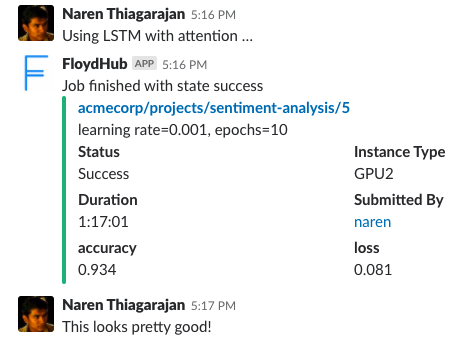 Naren Thiagarajan 5:16 PM
Using LSTM with attention ...
FloydHub APP 5:16 PM
Job finished with state success
acmecorp/projects/sentiment-analysis/5
learning rate=0.001, epochs=10
Status Instance Type
Success GPU2
Duration Submitted By
1:17:01 naren
accuracy loss
0.934 0.081
Naren Thiagarajan 5:17 PM
This looks pretty good!